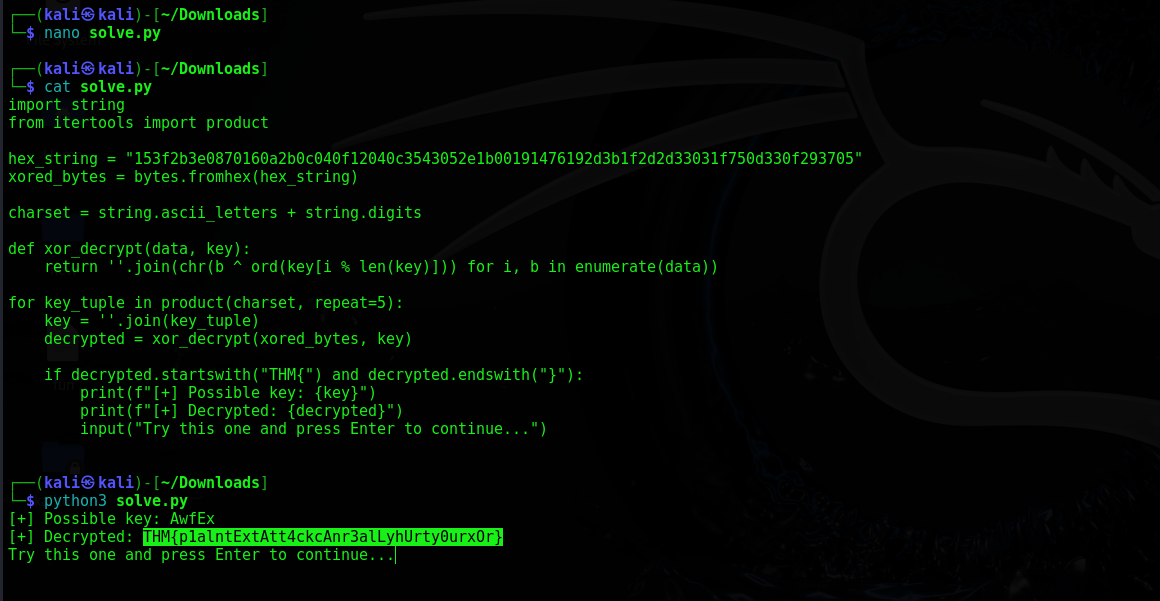 ┌──(kali㉿kali)-[~/Downloads]
└─$ nano solve.py
┌──(kali㉿kali)-[~/Downloads]
└─$ cat solve.py
import string
from itertools import product
hex_string = "153f2b3e0870160a2b0c040f12040c3543052e1b00191476192d3b1f2d2d33031f750d330f293705"
xored_bytes = bytes.fromhex(hex_string)
charset = string.ascii_letters + string.digits
def xor_decrypt(data, key):
    return ''.join(chr(b ^ ord(key[i % len(key)])) for i, b in enumerate(data))
for key_tuple in product(charset, repeat=5):
    key = ''.join(key_tuple)
    decrypted = xor_decrypt(xored_bytes, key)
    if decrypted.startswith("THM{") and decrypted.endswith("}"):
        print(f"[+] Possible key: {key}")
        print(f"[+] Decrypted: {decrypted}")
        input("Try this one and press Enter to continue...")
┌──(kali㉿kali)-[~/Downloads]
└─$ python3 solve.py
[+] Possible key: AwfEx
[+] Decrypted: THM{p1alntExtAtt4ckcAnr3alLyhUrty0urxOr}
Try this one and press Enter to continue...